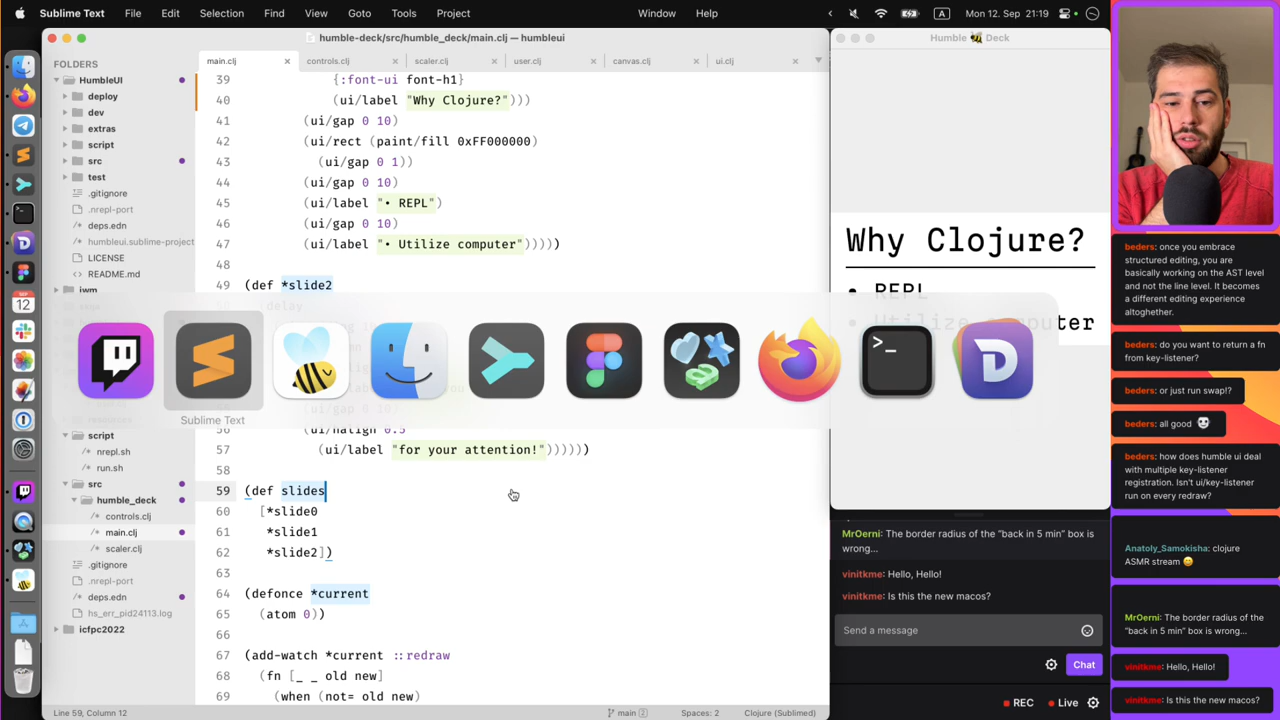 Sublime Text File Edit Selection Find View Goto Tools Project Window Help A Mon 12. Sep 21:19
humble-deck/src/humble_deck/main.clj — humbleui
Humble 🐝 Deck
FOLDERS
HumbleUI
deploy
dev
extras
script
src
test
.gitignore
.nrepl-port
deps.edn
humbleui.sublime-project
LICENSE
README.md
jwm
script
nrepl.sh
run.sh
src
humble_deck
/* controls.clj
/* main.clj
/* scaler.clj
.gitignore
.nrepl-port
deps.edn
hs_err_pid24113.log
icfpc2022
main.clj × controls.clj × scaler.clj × user.clj × canvas.clj × ui.clj ×
39 {:font-ui font-h1}
40 (ui/label "Why Clojure?")))
41 (ui/gap 0 10)
42 (ui/rect (paint/fill 0xFF000000)
43 (ui/gap 0 1))
44 (ui/gap 0 10)
45 (ui/label "• REPL")
46 (ui/gap 0 10)
47 (ui/label "• Utilize computer")))))
48
49 (def *slide2
(delay
56 (ui/halign 0.5
57 (ui/label "for your attention!"))))))
58
59 (def slides
60 [*slide0
61 *slide1
62 *slide2])
63
64 (defonce *current
65 (atom 0))
66
67 (add-watch *current ::redraw
68 (fn [_ _ old new]
69 (when (not= old new)
Sublime Text
Line 59, Column 12 main 2 Spaces: 2 Clojure (Sublimed)
Why Clojure?
• REPL
• Utilize computer
MrOerni: The border radius of the "back in 5 min" box is
wrong...
vinitkme: Hello, Hello!
vinitkme: Is this the new macos?
Send a message
Chat
REC Live
beders: once you embrace
structured editing, you are
basically working on the AST level
and not the line level. It becomes
a different editing experience
altoghether.
beders: do you want to return a fn
from key-listener?
beders: or just run swap!?
beders: all good
beders: how does humble ui deal
with multiple key-listener
registration. Isn't ui/key-listener
run on every redraw?
Anatoly_Samokisha: clojure
ASMR stream 😄
MrOerni: The border radius of the
"back in 5 min" box is wrong...
vinitkme: Hello, Hello!
vinitkme: Is this the new macos?